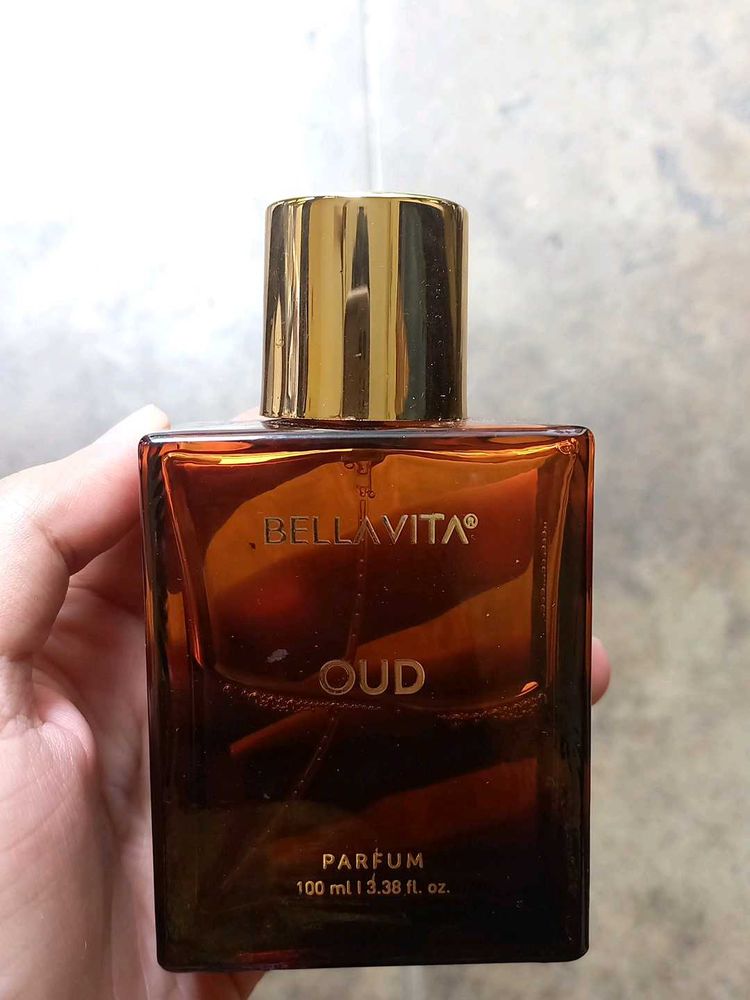 BELLAVITA®
OUD
PARFUM
100 ml | 3.38 fl. oz.